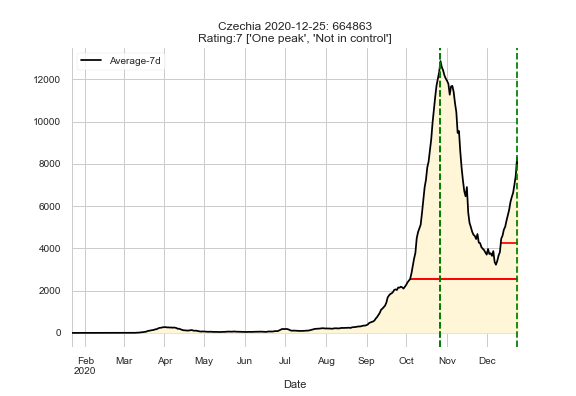 Czechia 2020-12-25: 664863
Rating:7 ['One peak', 'Not in control']
Average-7d
12000
10000
8000
6000
4000
2000
0
Feb Mar Apr May Jun Jul Aug Sep Oct Nov Dec
2020
Date